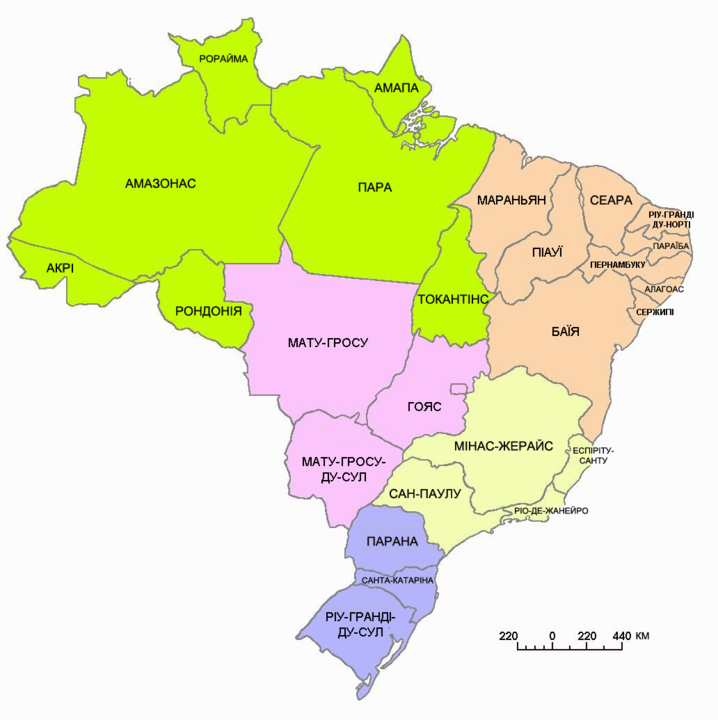 РОРАЙМА
АМАПА
АМАЗОНАС
ПАРА
МАРАНЬЯН
СЕАРА
РІУ-ГРАНДІ
ДУ-НОРТІ
ПАРАЇБА
ПІАУЇ
ПЕРНАМБУКУ
АКРІ
АЛАГОАС
ТОКАНТІНС
РОНДОНІЯ
СЕРЖИПІ
БАЇЯ
МАТУ-ГРОСУ
ГОЯС
МІНАС-ЖЕРАЙС
ЕСПІРІТУ-
САНТУ
МАТУ-ГРОСУ-
ДУ-СУЛ
САН-ПАУЛУ
РІО-ДЕ-ЖАНЕЙРО
ПАРАНА
САНТА-КАТАРІНА
РІУ-ГРАНДІ-
ДУ-СУЛ
220 0 220 440 КМ